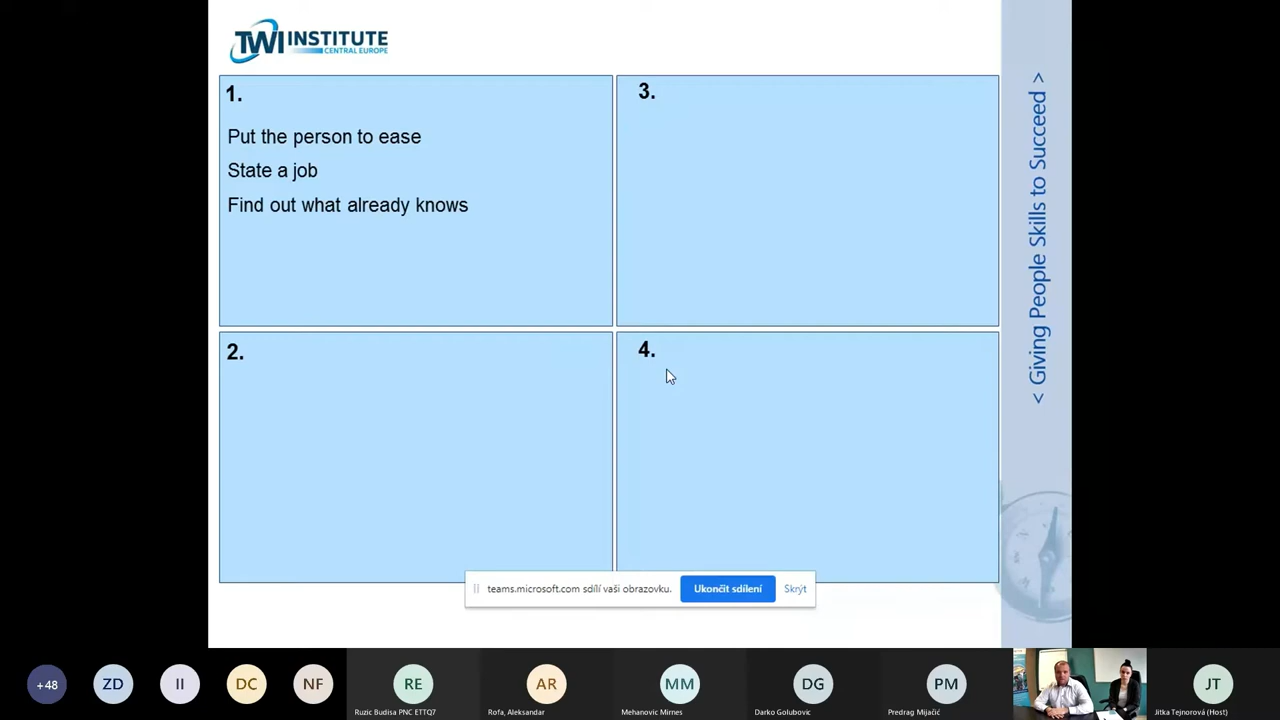 TWI INSTITUTE
CENTRAL EUROPE
1.
Put the person to ease
State a job
Find out what already knows
2.
3.
4.
< Giving People Skills to Succeed >
teams.microsoft.com sdílí vaši obrazovku.
Ukončit sdílení
Skrýt
+48
ZD
II
DC
NF
RE
Ruzic Budisa PNC ETTQ7
AR
Rofa, Aleksandar
MM
Mehanovic Mirnes
DG
Darko Golubovic
PM
Predrag Mijačić
JT
Jitka Tejnorová (Host)